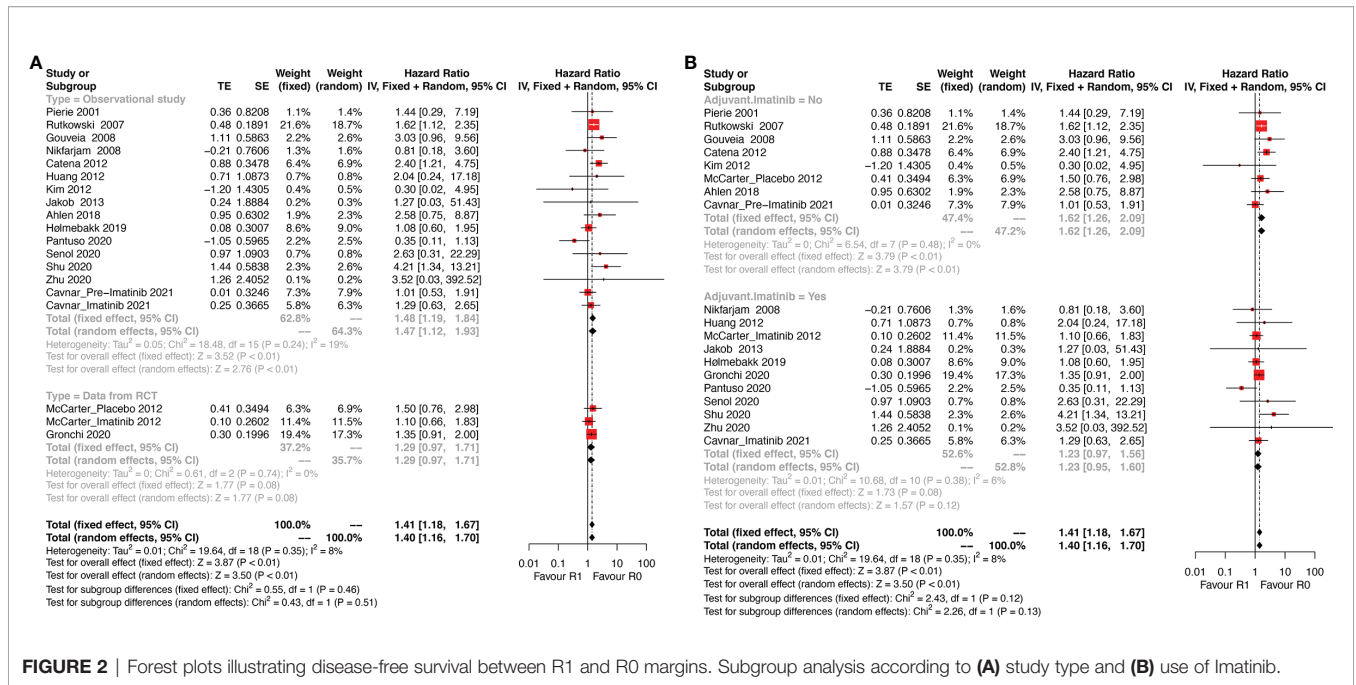 A
Study or Weight Weight Hazard Ratio Hazard Ratio
Subgroup TE SE (fixed) (random) IV, Fixed + Random, 95% CI IV, Fixed + Random, 95% CI
Type = Observational study
Pierie 2001 0.36 0.8208 1.1% 1.4% 1.44 [0.29, 7.19]
Rutkowski 2007 0.48 0.1891 21.6% 18.7% 1.62 [1.12, 2.35]
Gouveia 2008 1.11 0.5863 2.2% 2.6% 3.03 [0.96, 9.56]
Nikfarjam 2008 −0.21 0.7606 1.3% 1.6% 0.81 [0.18, 3.60]
Catena 2012 0.88 0.3478 6.4% 6.9% 2.40 [1.21, 4.75]
Huang 2012 0.71 1.0873 0.7% 0.8% 2.04 [0.24, 17.18]
Kim 2012 −1.20 1.4305 0.4% 0.5% 0.30 [0.02, 4.95]
Jakob 2013 0.24 1.8884 0.2% 0.3% 1.27 [0.03, 51.43]
Ahlen 2018 0.95 0.6302 1.9% 2.3% 2.58 [0.75, 8.87]
Hølmebakk 2019 0.08 0.3007 8.6% 9.0% 1.08 [0.60, 1.95]
Pantuso 2020 −1.05 0.5965 2.2% 2.5% 0.35 [0.11, 1.13]
Senol 2020 0.97 1.0903 0.7% 0.8% 2.63 [0.31, 22.29]
Shu 2020 1.44 0.5838 2.3% 2.6% 4.21 [1.34, 13.21]
Zhu 2020 1.26 2.4052 0.1% 0.2% 3.52 [0.03, 392.52]
Cavnar_Pre−Imatinib 2021 0.01 0.3246 7.3% 7.9% 1.01 [0.53, 1.91]
Cavnar_Imatinib 2021 0.25 0.3665 5.8% 6.3% 1.29 [0.63, 2.65]
Total (fixed effect, 95% CI) 62.8% −− 1.48 [1.19, 1.84]
Total (random effects, 95% CI) −− 64.3% 1.47 [1.12, 1.93]
Heterogeneity: Tau² = 0.05; Chi² = 18.48, df = 15 (P = 0.24); I² = 19%
Test for overall effect (fixed effect): Z = 3.52 (P < 0.01)
Test for overall effect (random effects): Z = 2.76 (P < 0.01)
Type = Data from RCT
McCarter_Placebo 2012 0.41 0.3494 6.3% 6.9% 1.50 [0.76, 2.98]
McCarter_Imatinib 2012 0.10 0.2602 11.4% 11.5% 1.10 [0.66, 1.83]
Gronchi 2020 0.30 0.1996 19.4% 17.3% 1.35 [0.91, 2.00]
Total (fixed effect, 95% CI) 37.2% −− 1.29 [0.97, 1.71]
Total (random effects, 95% CI) −− 35.7% 1.29 [0.97, 1.71]
Heterogeneity: Tau² = 0; Chi² = 0.61, df = 2 (P = 0.74); I² = 0%
Test for overall effect (fixed effect): Z = 1.77 (P = 0.08)
Test for overall effect (random effects): Z = 1.77 (P = 0.08)
Total (fixed effect, 95% CI) 100.0% −− 1.41 [1.18, 1.67]
Total (random effects, 95% CI) −− 100.0% 1.40 [1.16, 1.70]
Heterogeneity: Tau² = 0.01; Chi² = 19.64, df = 18 (P = 0.35); I² = 8%
Test for overall effect (fixed effect): Z = 3.87 (P < 0.01)
Test for overall effect (random effects): Z = 3.50 (P < 0.01)
Test for subgroup differences (fixed effect): Chi² = 0.55, df = 1 (P = 0.46)
Test for subgroup differences (random effects): Chi² = 0.43, df = 1 (P = 0.51)
0.01 0.1 1 10 100
Favour R1 Favour R0
B
Study or Weight Weight Hazard Ratio Hazard Ratio
Subgroup TE SE (fixed) (random) IV, Fixed + Random, 95% CI IV, Fixed + Random, 95% CI
Adjuvant.Imatinib = No
Pierie 2001 0.36 0.8208 1.1% 1.4% 1.44 [0.29, 7.19]
Rutkowski 2007 0.48 0.1891 21.6% 18.7% 1.62 [1.12, 2.35]
Gouveia 2008 1.11 0.5863 2.2% 2.6% 3.03 [0.96, 9.56]
Catena 2012 0.88 0.3478 6.4% 6.9% 2.40 [1.21, 4.75]
Kim 2012 −1.20 1.4305 0.4% 0.5% 0.30 [0.02, 4.95]
McCarter_Placebo 2012 0.41 0.3494 6.3% 6.9% 1.50 [0.76, 2.98]
Ahlen 2018 0.95 0.6302 1.9% 2.3% 2.58 [0.75, 8.87]
Cavnar_Pre−Imatinib 2021 0.01 0.3246 7.3% 7.9% 1.01 [0.53, 1.91]
Total (fixed effect, 95% CI) 47.4% −− 1.62 [1.26, 2.09]
Total (random effects, 95% CI) −− 47.2% 1.62 [1.26, 2.09]
Heterogeneity: Tau² = 0; Chi² = 6.54, df = 7 (P = 0.48); I² = 0%
Test for overall effect (fixed effect): Z = 3.79 (P < 0.01)
Test for overall effect (random effects): Z = 3.79 (P < 0.01)
Adjuvant.Imatinib = Yes
Nikfarjam 2008 −0.21 0.7606 1.3% 1.6% 0.81 [0.18, 3.60]
Huang 2012 0.71 1.0873 0.7% 0.8% 2.04 [0.24, 17.18]
McCarter_Imatinib 2012 0.10 0.2602 11.4% 11.5% 1.10 [0.66, 1.83]
Jakob 2013 0.24 1.8884 0.2% 0.3% 1.27 [0.03, 51.43]
Hølmebakk 2019 0.08 0.3007 8.6% 9.0% 1.08 [0.60, 1.95]
Gronchi 2020 0.30 0.1996 19.4% 17.3% 1.35 [0.91, 2.00]
Pantuso 2020 −1.05 0.5965 2.2% 2.5% 0.35 [0.11, 1.13]
Senol 2020 0.97 1.0903 0.7% 0.8% 2.63 [0.31, 22.29]
Shu 2020 1.44 0.5838 2.3% 2.6% 4.21 [1.34, 13.21]
Zhu 2020 1.26 2.4052 0.1% 0.2% 3.52 [0.03, 392.52]
Cavnar_Imatinib 2021 0.25 0.3665 5.8% 6.3% 1.29 [0.63, 2.65]
Total (fixed effect, 95% CI) 52.6% −− 1.23 [0.97, 1.56]
Total (random effects, 95% CI) −− 52.8% 1.23 [0.95, 1.60]
Heterogeneity: Tau² = 0.01; Chi² = 10.68, df = 10 (P = 0.38); I² = 6%
Test for overall effect (fixed effect): Z = 1.73 (P = 0.08)
Test for overall effect (random effects): Z = 1.57 (P = 0.12)
Total (fixed effect, 95% CI) 100.0% −− 1.41 [1.18, 1.67]
Total (random effects, 95% CI) −− 100.0% 1.40 [1.16, 1.70]
Heterogeneity: Tau² = 0.01; Chi² = 19.64, df = 18 (P = 0.35); I² = 8%
Test for overall effect (fixed effect): Z = 3.87 (P < 0.01)
Test for overall effect (random effects): Z = 3.50 (P < 0.01)
Test for subgroup differences (fixed effect): Chi² = 2.43, df = 1 (P = 0.12)
Test for subgroup differences (random effects): Chi² = 2.26, df = 1 (P = 0.13)
0.01 0.1 1 10 100
Favour R1 Favour R0
FIGURE 2 | Forest plots illustrating disease-free survival between R1 and R0 margins. Subgroup analysis according to (A) study type and (B) use of Imatinib.